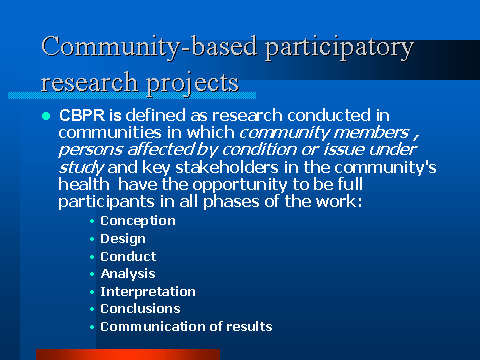 Community-based participatory
research projects
CBPR is defined as research conducted in
communities in which community members ,
persons affected by condition or issue under
study and key stakeholders in the community's
health have the opportunity to be full
participants in all phases of the work:
Conception
Design
Conduct
Analysis
Interpretation
Conclusions
Communication of results